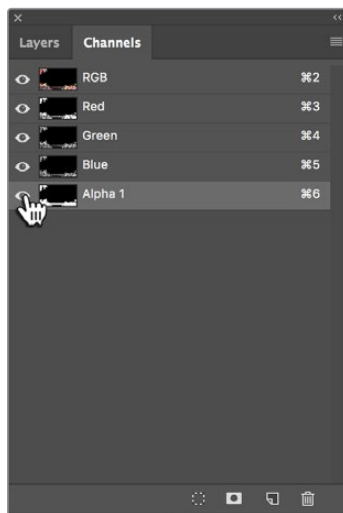 Layers Channels
RGB ⌘2
Red ⌘3
Green ⌘4
Blue ⌘5
Alpha 1 ⌘6